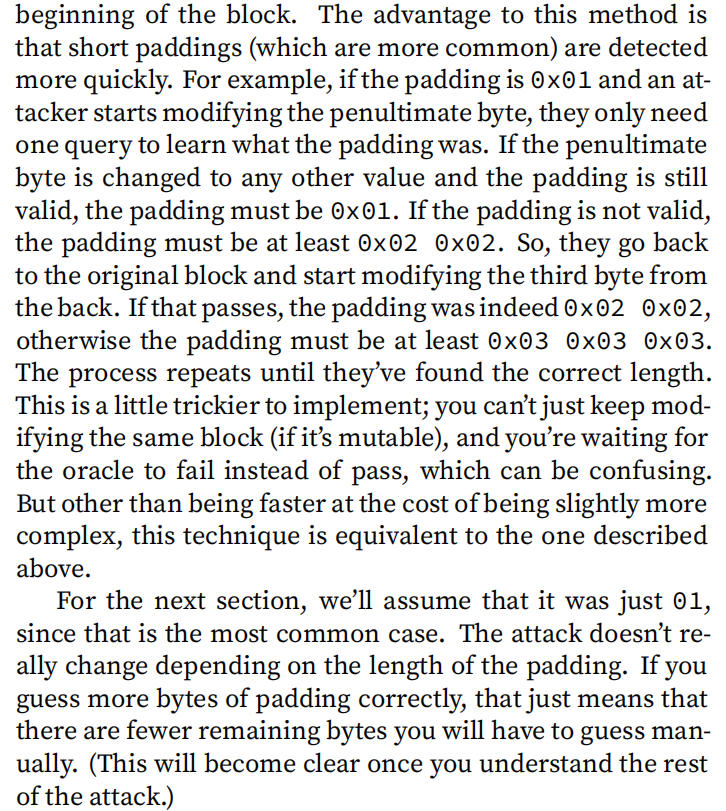 beginning of the block. The advantage to this method is
that short paddings (which are more common) are detected
more quickly. For example, if the padding is 0x01 and an at-
tacker starts modifying the penultimate byte, they only need
one query to learn what the padding was. If the penultimate
byte is changed to any other value and the padding is still
valid, the padding must be 0x01. If the padding is not valid,
the padding must be at least 0x02 0x02. So, they go back
to the original block and start modifying the third byte from
the back. If that passes, the padding was indeed 0x02 0x02,
otherwise the padding must be at least 0x03 0x03 0x03.
The process repeats until they’ve found the correct length.
This is a little trickier to implement; you can’t just keep mod-
ifying the same block (if it’s mutable), and you’re waiting for
the oracle to fail instead of pass, which can be confusing.
But other than being faster at the cost of being slightly more
complex, this technique is equivalent to the one described
above.
For the next section, we’ll assume that it was just 01,
since that is the most common case. The attack doesn’t re-
ally change depending on the length of the padding. If you
guess more bytes of padding correctly, that just means that
there are fewer remaining bytes you will have to guess man-
ually. (This will become clear once you understand the rest
of the attack.)